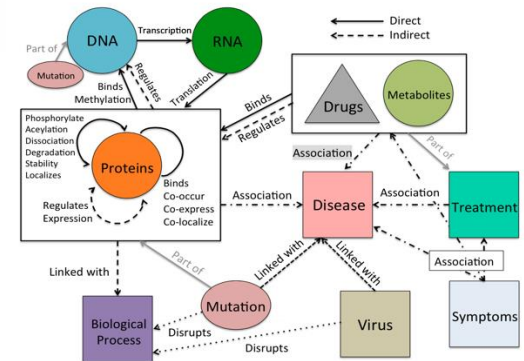 Part of
DNA
Transcription
RNA
Direct
Indirect
Mutation
Binds
Methylation
Regulates
Translation
Phosphorylate
Aceylation
Dissociation
Degradation
Stability
Localizes
Proteins
Regulates
Expression
Binds
Co-occur
Co-express
Co-localize
Binds
Regulates
Drugs
Metabolites
Association
Part of
Association
Disease
Association
Treatment
Linked with
Part of
Linked with
Linked with
Association
Mutation
Biological
Process
Disrupts
Disrupts
Virus
Symptoms